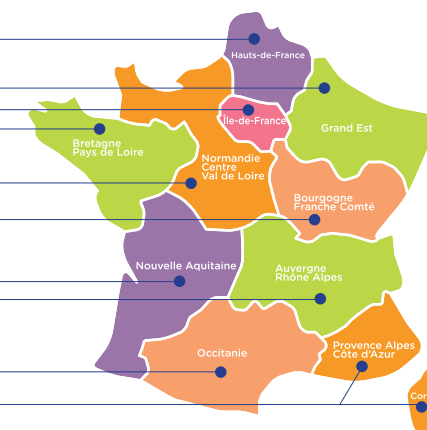 Hauts-de-France
Île-de-France
Grand Est
Bretagne
Pays de Loire
Normandie
Centre
Val de Loire
Bourgogne
Franche Comté
Nouvelle Aquitaine
Auvergne
Rhône Alpes
Provence Alpes
Côte d'Azur
Occitanie